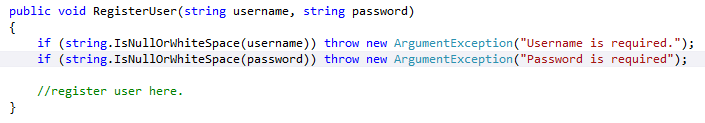 public void RegisterUser(string username, string password)
{
    if (string.IsNullOrWhiteSpace(username)) throw new ArgumentException("Username is required.");
    if (string.IsNullOrWhiteSpace(password)) throw new ArgumentException("Password is required");
    //register user here.
}